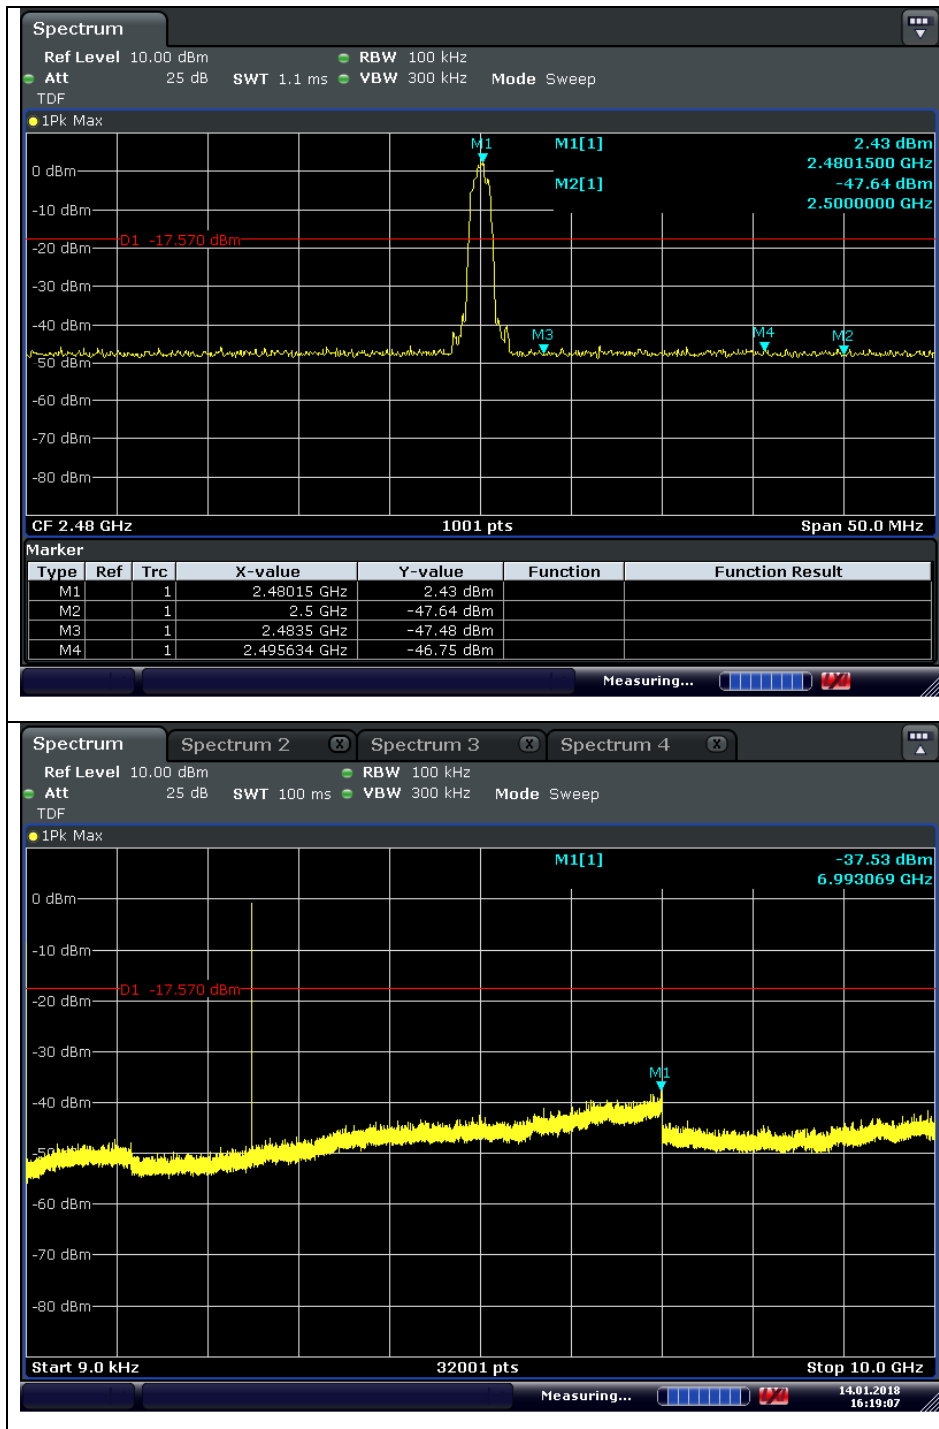 Spectrum
Ref Level 10.00 dBm RBW 100 kHz
Att 25 dB SWT 1.1 ms VBW 300 kHz Mode Sweep
TDF
1Pk Max
M1 M1[1] 2.43 dBm
2.4801500 GHz
0 dBm
M2[1] -47.64 dBm
2.5000000 GHz
-10 dBm
D1 -17.570 dBm
-20 dBm
-30 dBm
-40 dBm
M3 M4 M2
-50 dBm
-60 dBm
-70 dBm
-80 dBm
CF 2.48 GHz 1001 pts Span 50.0 MHz
Marker
Type Ref Trc X-value Y-value Function Function Result
M1 1 2.48015 GHz 2.43 dBm
M2 1 2.5 GHz -47.64 dBm
M3 1 2.4835 GHz -47.48 dBm
M4 1 2.495634 GHz -46.75 dBm
Measuring...
Spectrum Spectrum 2 Spectrum 3 Spectrum 4
Ref Level 10.00 dBm RBW 100 kHz
Att 25 dB SWT 100 ms VBW 300 kHz Mode Sweep
TDF
1Pk Max
M1[1] -37.53 dBm
6.993069 GHz
0 dBm
-10 dBm
D1 -17.570 dBm
-20 dBm
-30 dBm
M1
-40 dBm
-60 dBm
-70 dBm
-80 dBm
Start 9.0 kHz 32001 pts Stop 10.0 GHz
Measuring... 14.01.2018
16:19:07